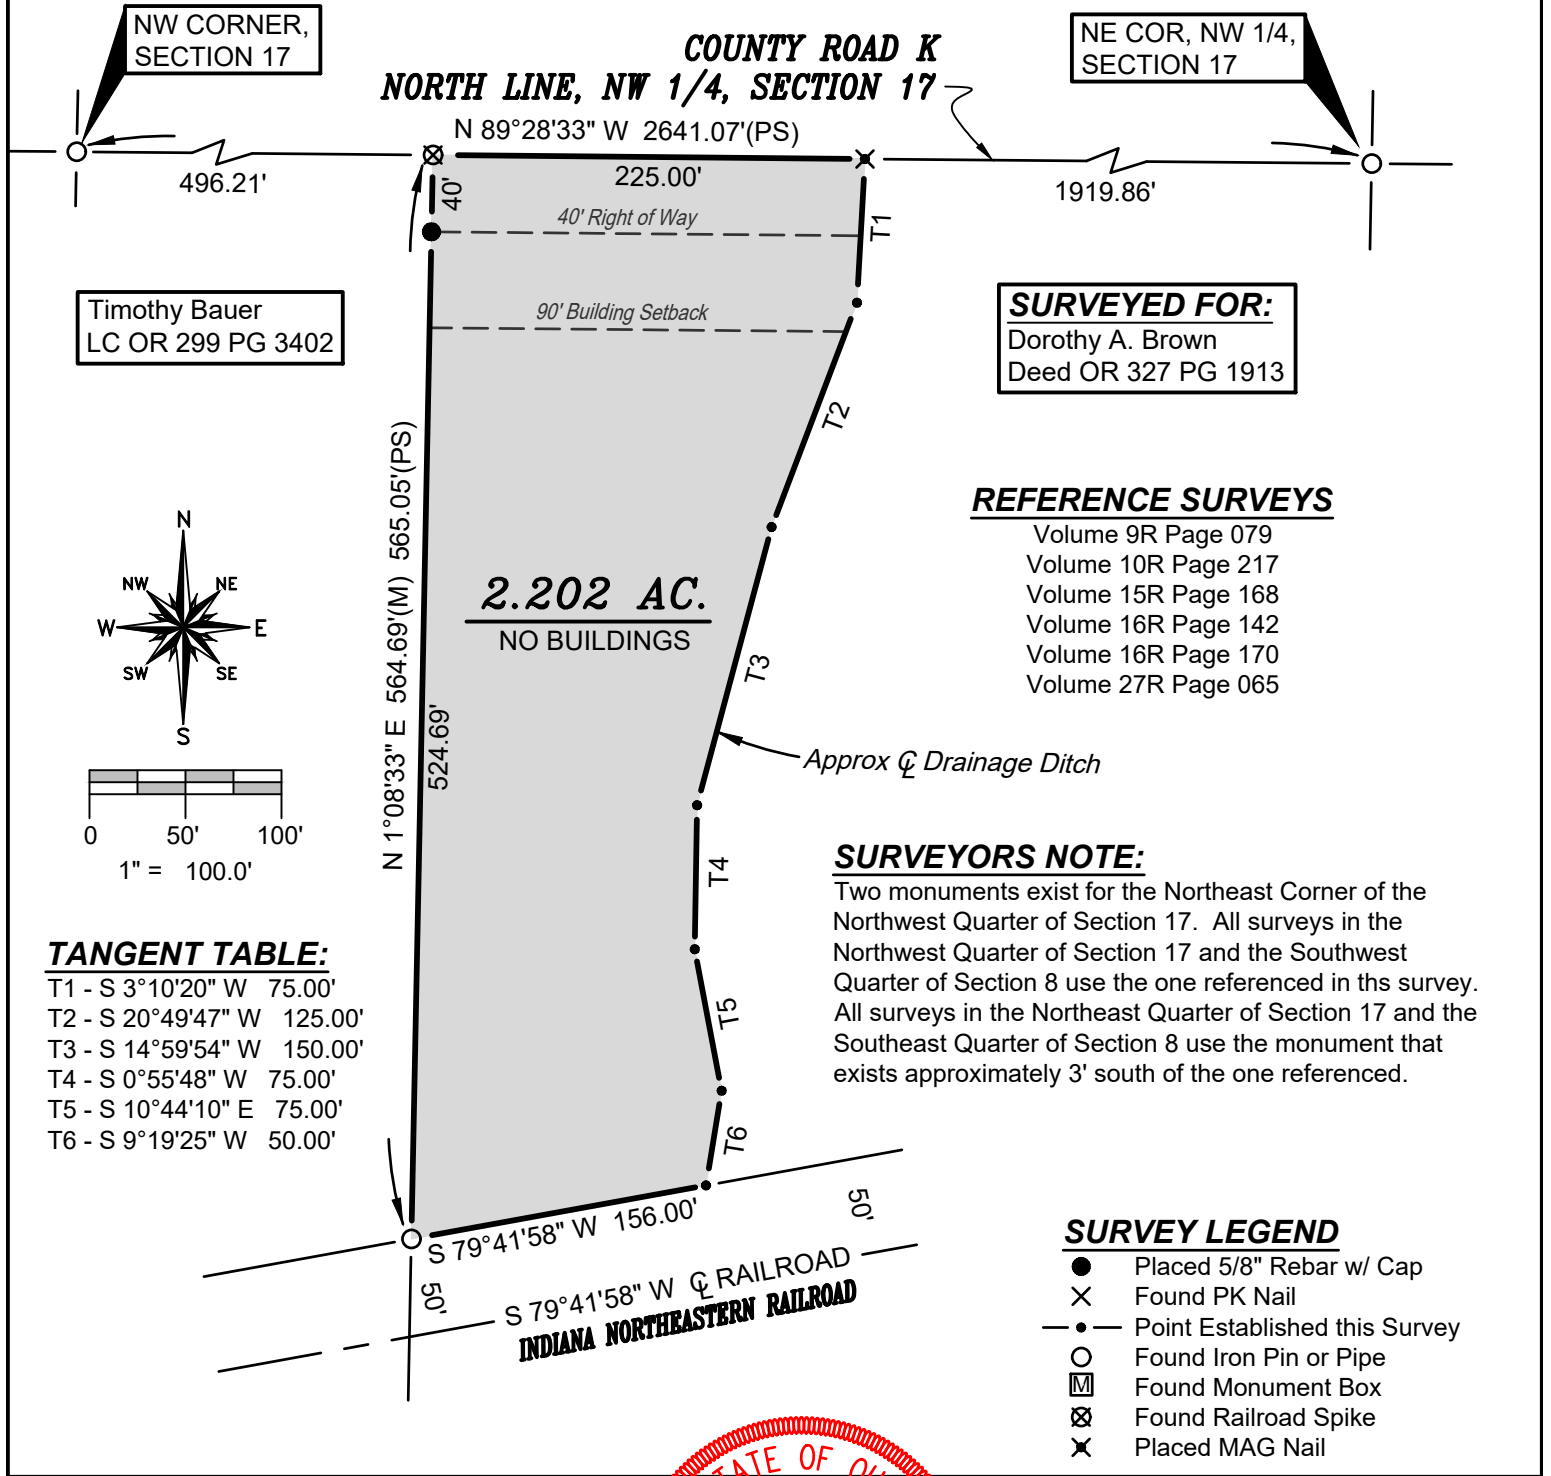 NW CORNER,
SECTION 17
COUNTY ROAD K
NORTH LINE, NW 1/4, SECTION 17
NE COR, NW 1/4,
SECTION 17
N 89°28'33" W 2641.07'(PS)
496.21'
225.00'
1919.86'
40'
40' Right of Way
T1
90' Building Setback
Timothy Bauer
LC OR 299 PG 3402
SURVEYED FOR:
Dorothy A. Brown
Deed OR 327 PG 1913
T2
REFERENCE SURVEYS
Volume 9R Page 079
Volume 10R Page 217
Volume 15R Page 168
Volume 16R Page 142
Volume 16R Page 170
Volume 27R Page 065
N
NW NE
W E
SW SE
S
N 1°08'33" E 564.69'(M) 565.05'(PS)
524.69'
2.202 AC.
NO BUILDINGS
T3
Approx ℄ Drainage Ditch
0 50' 100'
1" = 100.0'
T4
SURVEYORS NOTE:
Two monuments exist for the Northeast Corner of the
Northwest Quarter of Section 17. All surveys in the
Northwest Quarter of Section 17 and the Southwest
Quarter of Section 8 use the one referenced in ths survey.
All surveys in the Northeast Quarter of Section 17 and the
Southeast Quarter of Section 8 use the monument that
exists approximately 3' south of the one referenced.
TANGENT TABLE:
T1 - S 3°10'20" W 75.00'
T2 - S 20°49'47" W 125.00'
T3 - S 14°59'54" W 150.00'
T4 - S 0°55'48" W 75.00'
T5 - S 10°44'10" E 75.00'
T6 - S 9°19'25" W 50.00'
T5
T6
S 79°41'58" W 156.00'
50'
50'
S 79°41'58" W ℄ RAILROAD
INDIANA NORTHEASTERN RAILROAD
SURVEY LEGEND
Placed 5/8" Rebar w/ Cap
Found PK Nail
Point Established this Survey
Found Iron Pin or Pipe
M Found Monument Box
Found Railroad Spike
Placed MAG Nail
OF